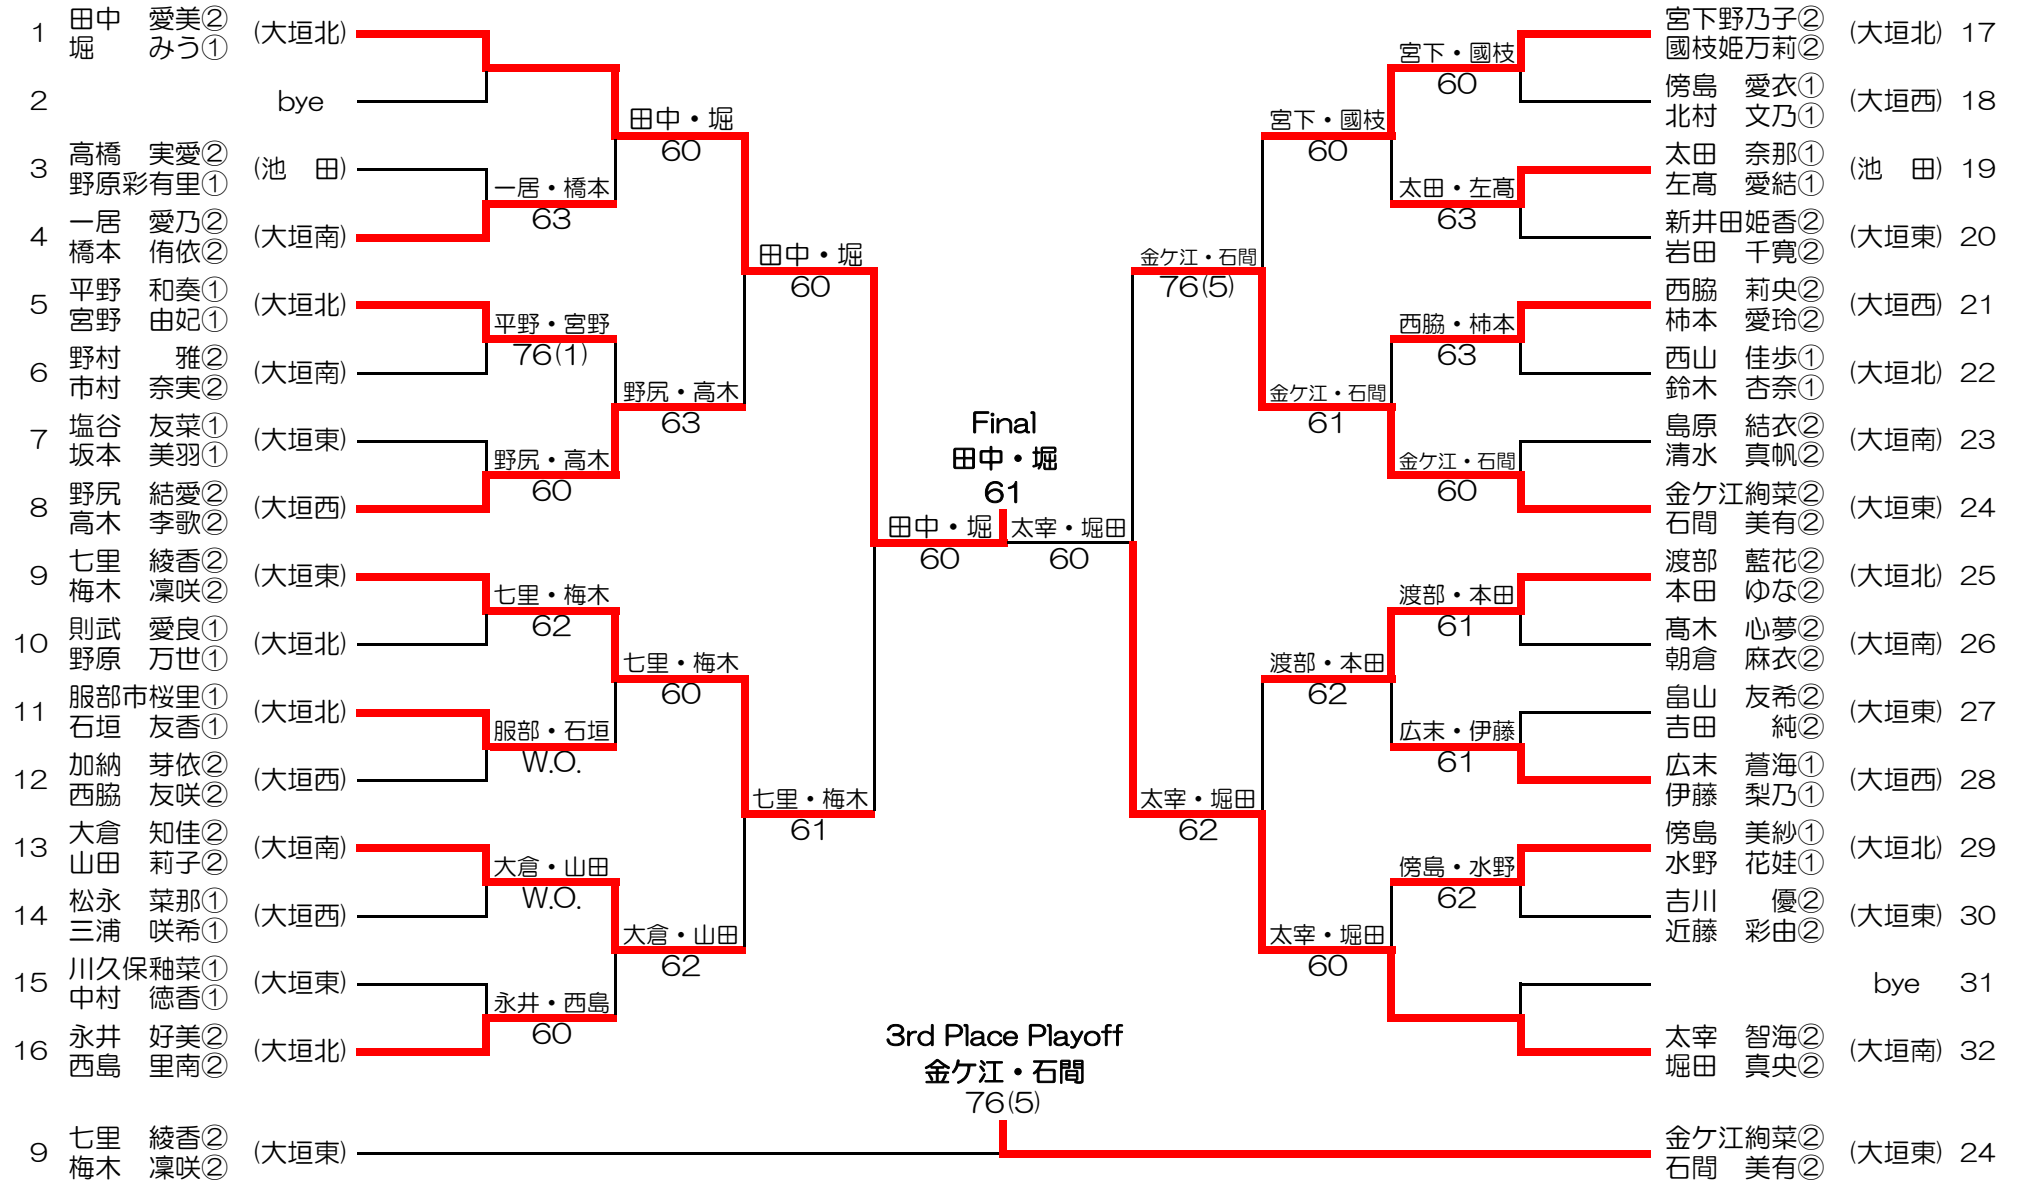 1 田中　愛美② (大垣北)
堀　　みう①
2 bye
3 高橋　実愛② (池　田)
野原彩有里①
4 一居　愛乃② (大垣南)
橋本　侑依②
5 平野　和奏① (大垣北)
宮野　由妃①
6 野村　　雅② (大垣南)
市村　奈実②
7 塩谷　友菜① (大垣東)
坂本　美羽①
8 野尻　結愛② (大垣西)
高木　李歌②
9 七里　綾香② (大垣東)
梅木　凜咲②
10 則武　愛良① (大垣北)
野原　万世①
11 服部市桜里① (大垣北)
石垣　友香①
12 加納　芽依② (大垣西)
西脇　友咲②
13 大倉　知佳② (大垣南)
山田　莉子②
14 松永　菜那① (大垣西)
三浦　咲希①
15 川久保釉菜① (大垣東)
中村　徳香①
16 永井　好美② (大垣北)
西島　里南②
一居・橋本
63
平野・宮野
76(1)
野尻・高木
60
七里・梅木
62
服部・石垣
W.O.
大倉・山田
W.O.
永井・西島
60
田中・堀
60
野尻・高木
63
七里・梅木
60
大倉・山田
62
田中・堀
60
七里・梅木
61
田中・堀
60
Final
田中・堀
61
太宰・堀田
60
金ケ江・石間
76(5)
太宰・堀田
62
宮下・國枝
60
金ケ江・石間
61
渡部・本田
62
太宰・堀田
60
宮下・國枝
60
太田・左髙
63
西脇・柿本
63
金ケ江・石間
60
渡部・本田
61
広末・伊藤
61
傍島・水野
62
宮下野乃子② (大垣北) 17
國枝姫万莉②
傍島　愛衣① (大垣西) 18
北村　文乃①
太田　奈那① (池　田) 19
左髙　愛結①
新井田姫香② (大垣東) 20
岩田　千寛②
西脇　莉央② (大垣西) 21
柿本　愛玲②
西山　佳歩① (大垣北) 22
鈴木　杏奈①
島原　結衣② (大垣南) 23
清水　真帆②
金ケ江絢菜② (大垣東) 24
石間　美有②
渡部　藍花② (大垣北) 25
本田　ゆな②
髙木　心夢② (大垣南) 26
朝倉　麻衣②
畠山　友希② (大垣東) 27
吉田　　純②
広末　蒼海① (大垣西) 28
伊藤　梨乃①
傍島　美紗① (大垣北) 29
水野　花娃①
吉川　　優② (大垣東) 30
近藤　彩由②
bye 31
太宰　智海② (大垣南) 32
堀田　真央②
3rd Place Playoff
金ケ江・石間
76(5)
9 七里　綾香② (大垣東)
梅木　凜咲②
金ケ江絢菜② (大垣東) 24
石間　美有②